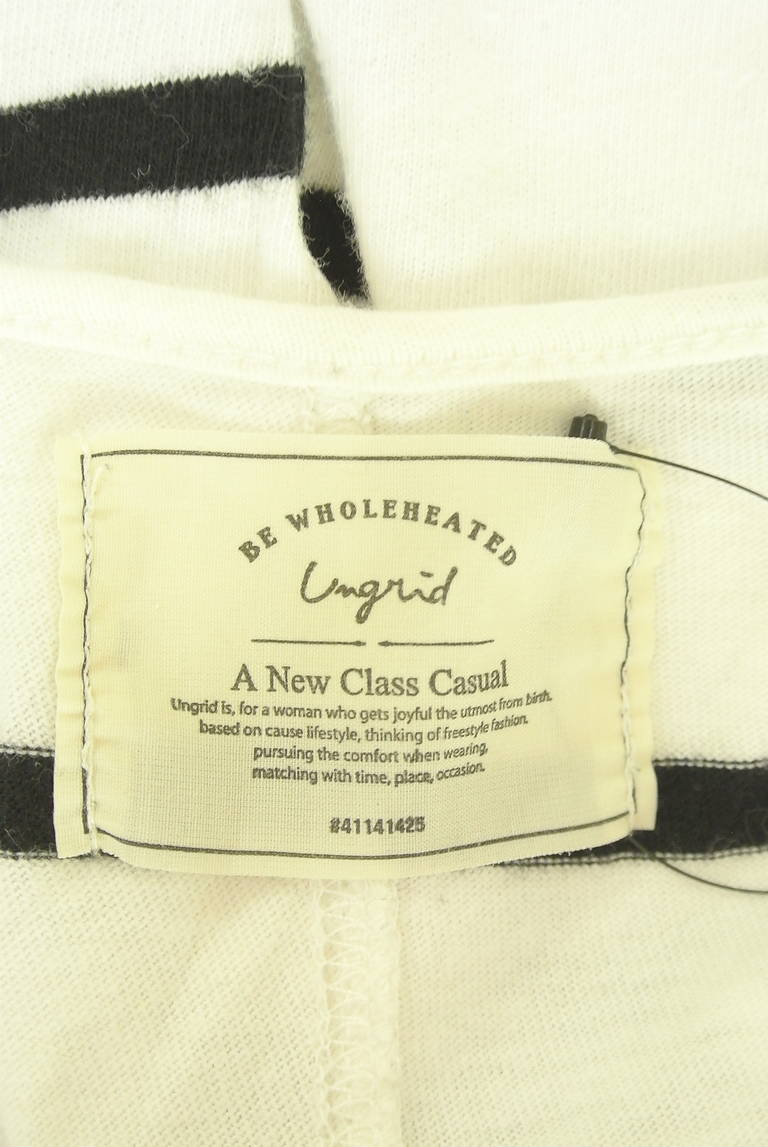 BE WHOLEHEATED
Ungrid
A New Class Casual
Ungrid is, for a woman who gets joyful the utmost from birth.
based on cause lifestyle, thinking of freestyle fashion.
pursuing the comfort when wearing,
matching with time, place, occasion.
#41141425